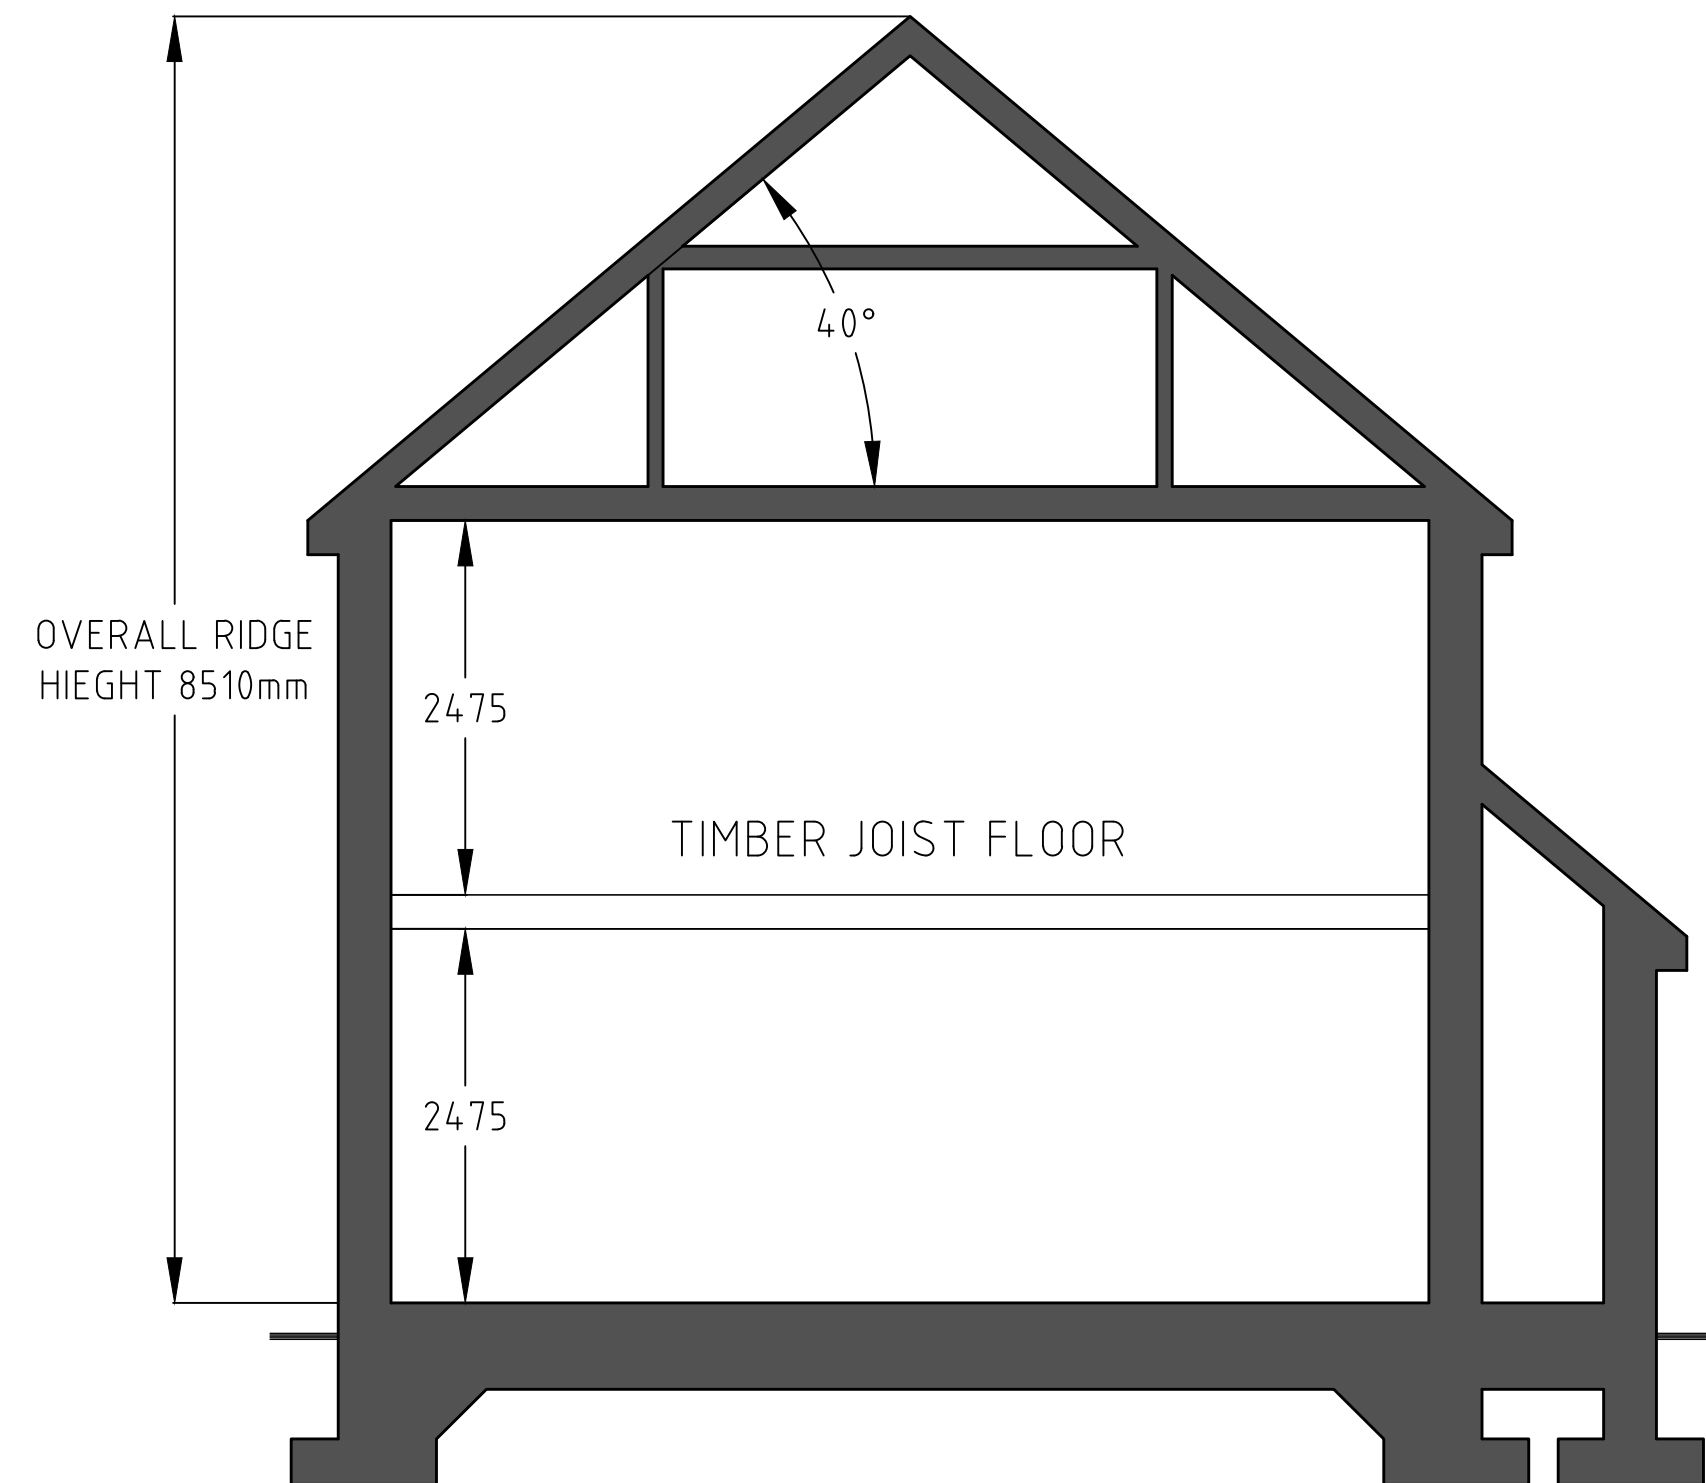 40°
OVERALL RIDGE
HIEGHT 8510mm
2475
TIMBER JOIST FLOOR
2475